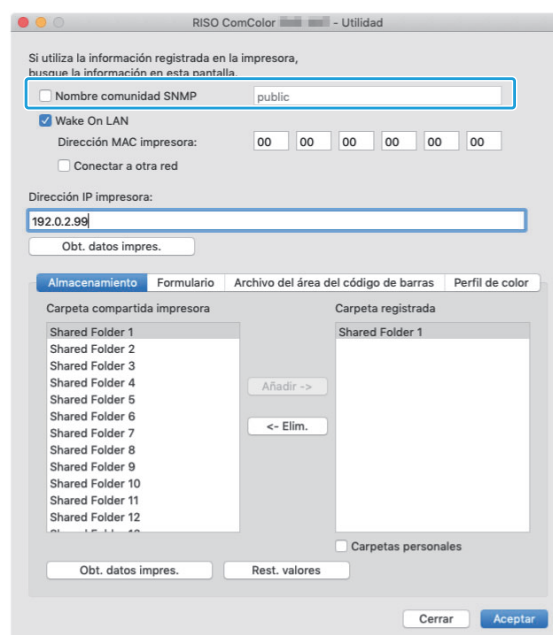 RISO ComColor - Utilidad
Si utiliza la información registrada en la impresora,
busque la información en esta pantalla.
Nombre comunidad SNMP public
Wake On LAN
Dirección MAC impresora: 00 00 00 00 00 00
Conectar a otra red
Dirección IP impresora:
192.0.2.99
Obt. datos impres.
Almacenamiento Formulario Archivo del área del código de barras Perfil de color
Carpeta compartida impresora Carpeta registrada
Shared Folder 1 Shared Folder 1
Shared Folder 2
Shared Folder 3
Shared Folder 4
Añadir ->
Shared Folder 5
Shared Folder 6
<- Elim.
Shared Folder 7
Shared Folder 8
Shared Folder 9
Shared Folder 10
Shared Folder 11
Shared Folder 12
Carpetas personales
Obt. datos impres. Rest. valores
Cerrar Aceptar